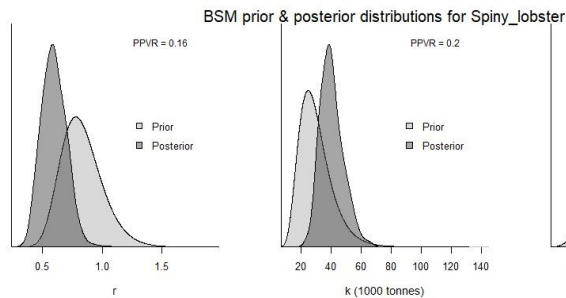 BSM prior & posterior distributions for Spiny_lobster
PPVR = 0.16
Prior
Posterior
0.5 1.0 1.5
r
PPVR = 0.2
Prior
Posterior
20 40 60 80 100 120 140
k (1000 tonnes)